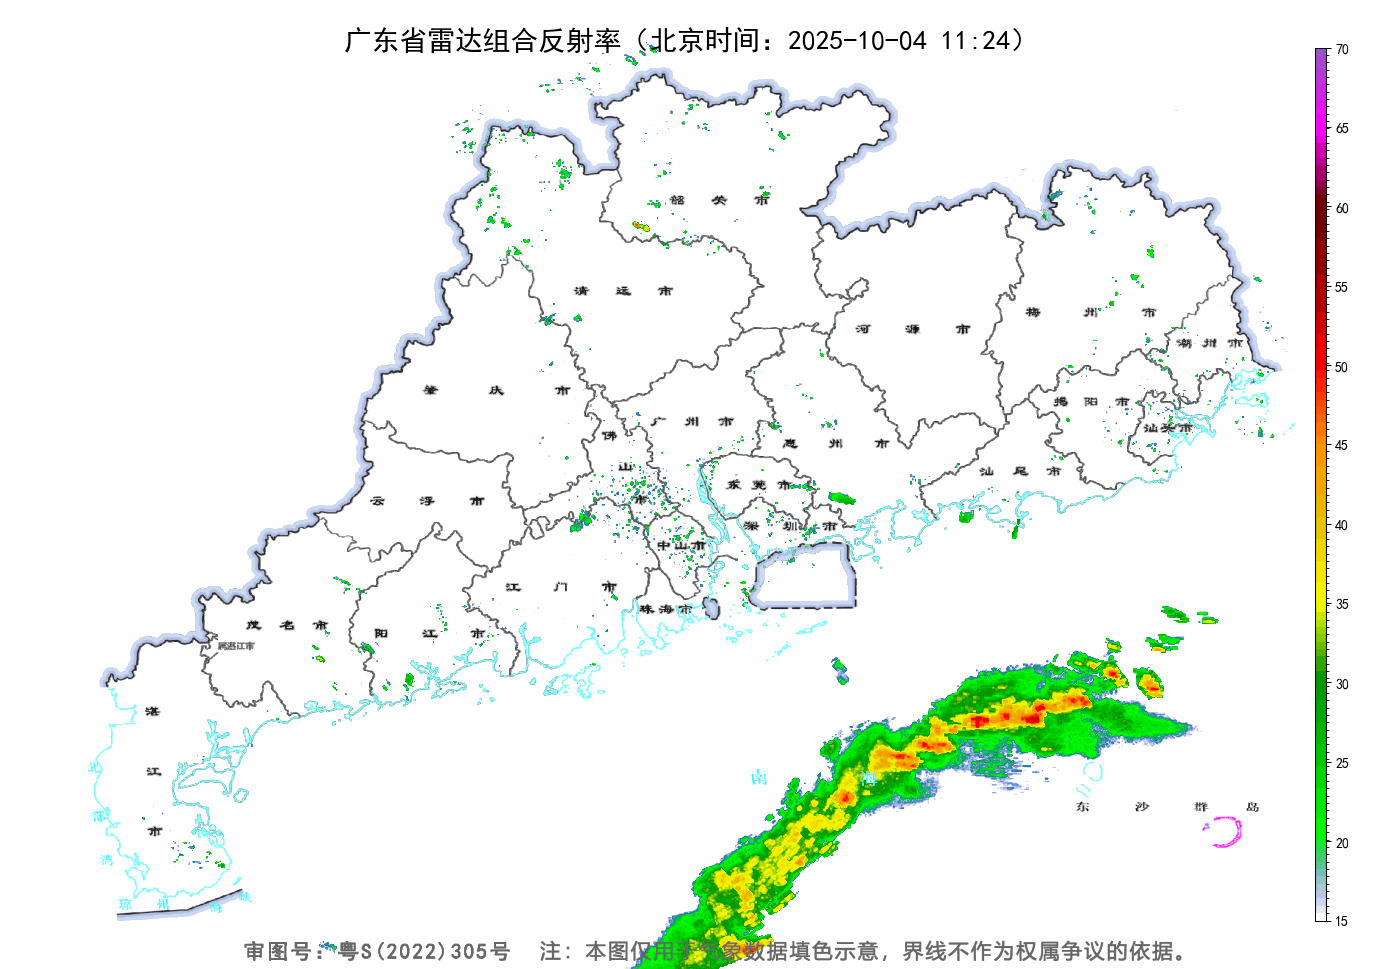 广东省雷达组合反射率（北京时间：2025-10-04 11:24）
70
65
60
55
50
45
40
35
30
25
20
15
韶关市
清远市
河源市
梅州市
潮州市
肇庆市
广州市
揭阳市
汕头市
佛山市
惠州市
汕尾市
云浮市
东莞市
深圳市
中山市
江门市
珠海市
茂名市
阳江市
属湛江市
湛江市
南海
北部湾
东沙群岛
琼州海峡
审图号：粤S(2022)305号 注：本图仅用于气象数据填色示意，界线不作为权属争议的依据。